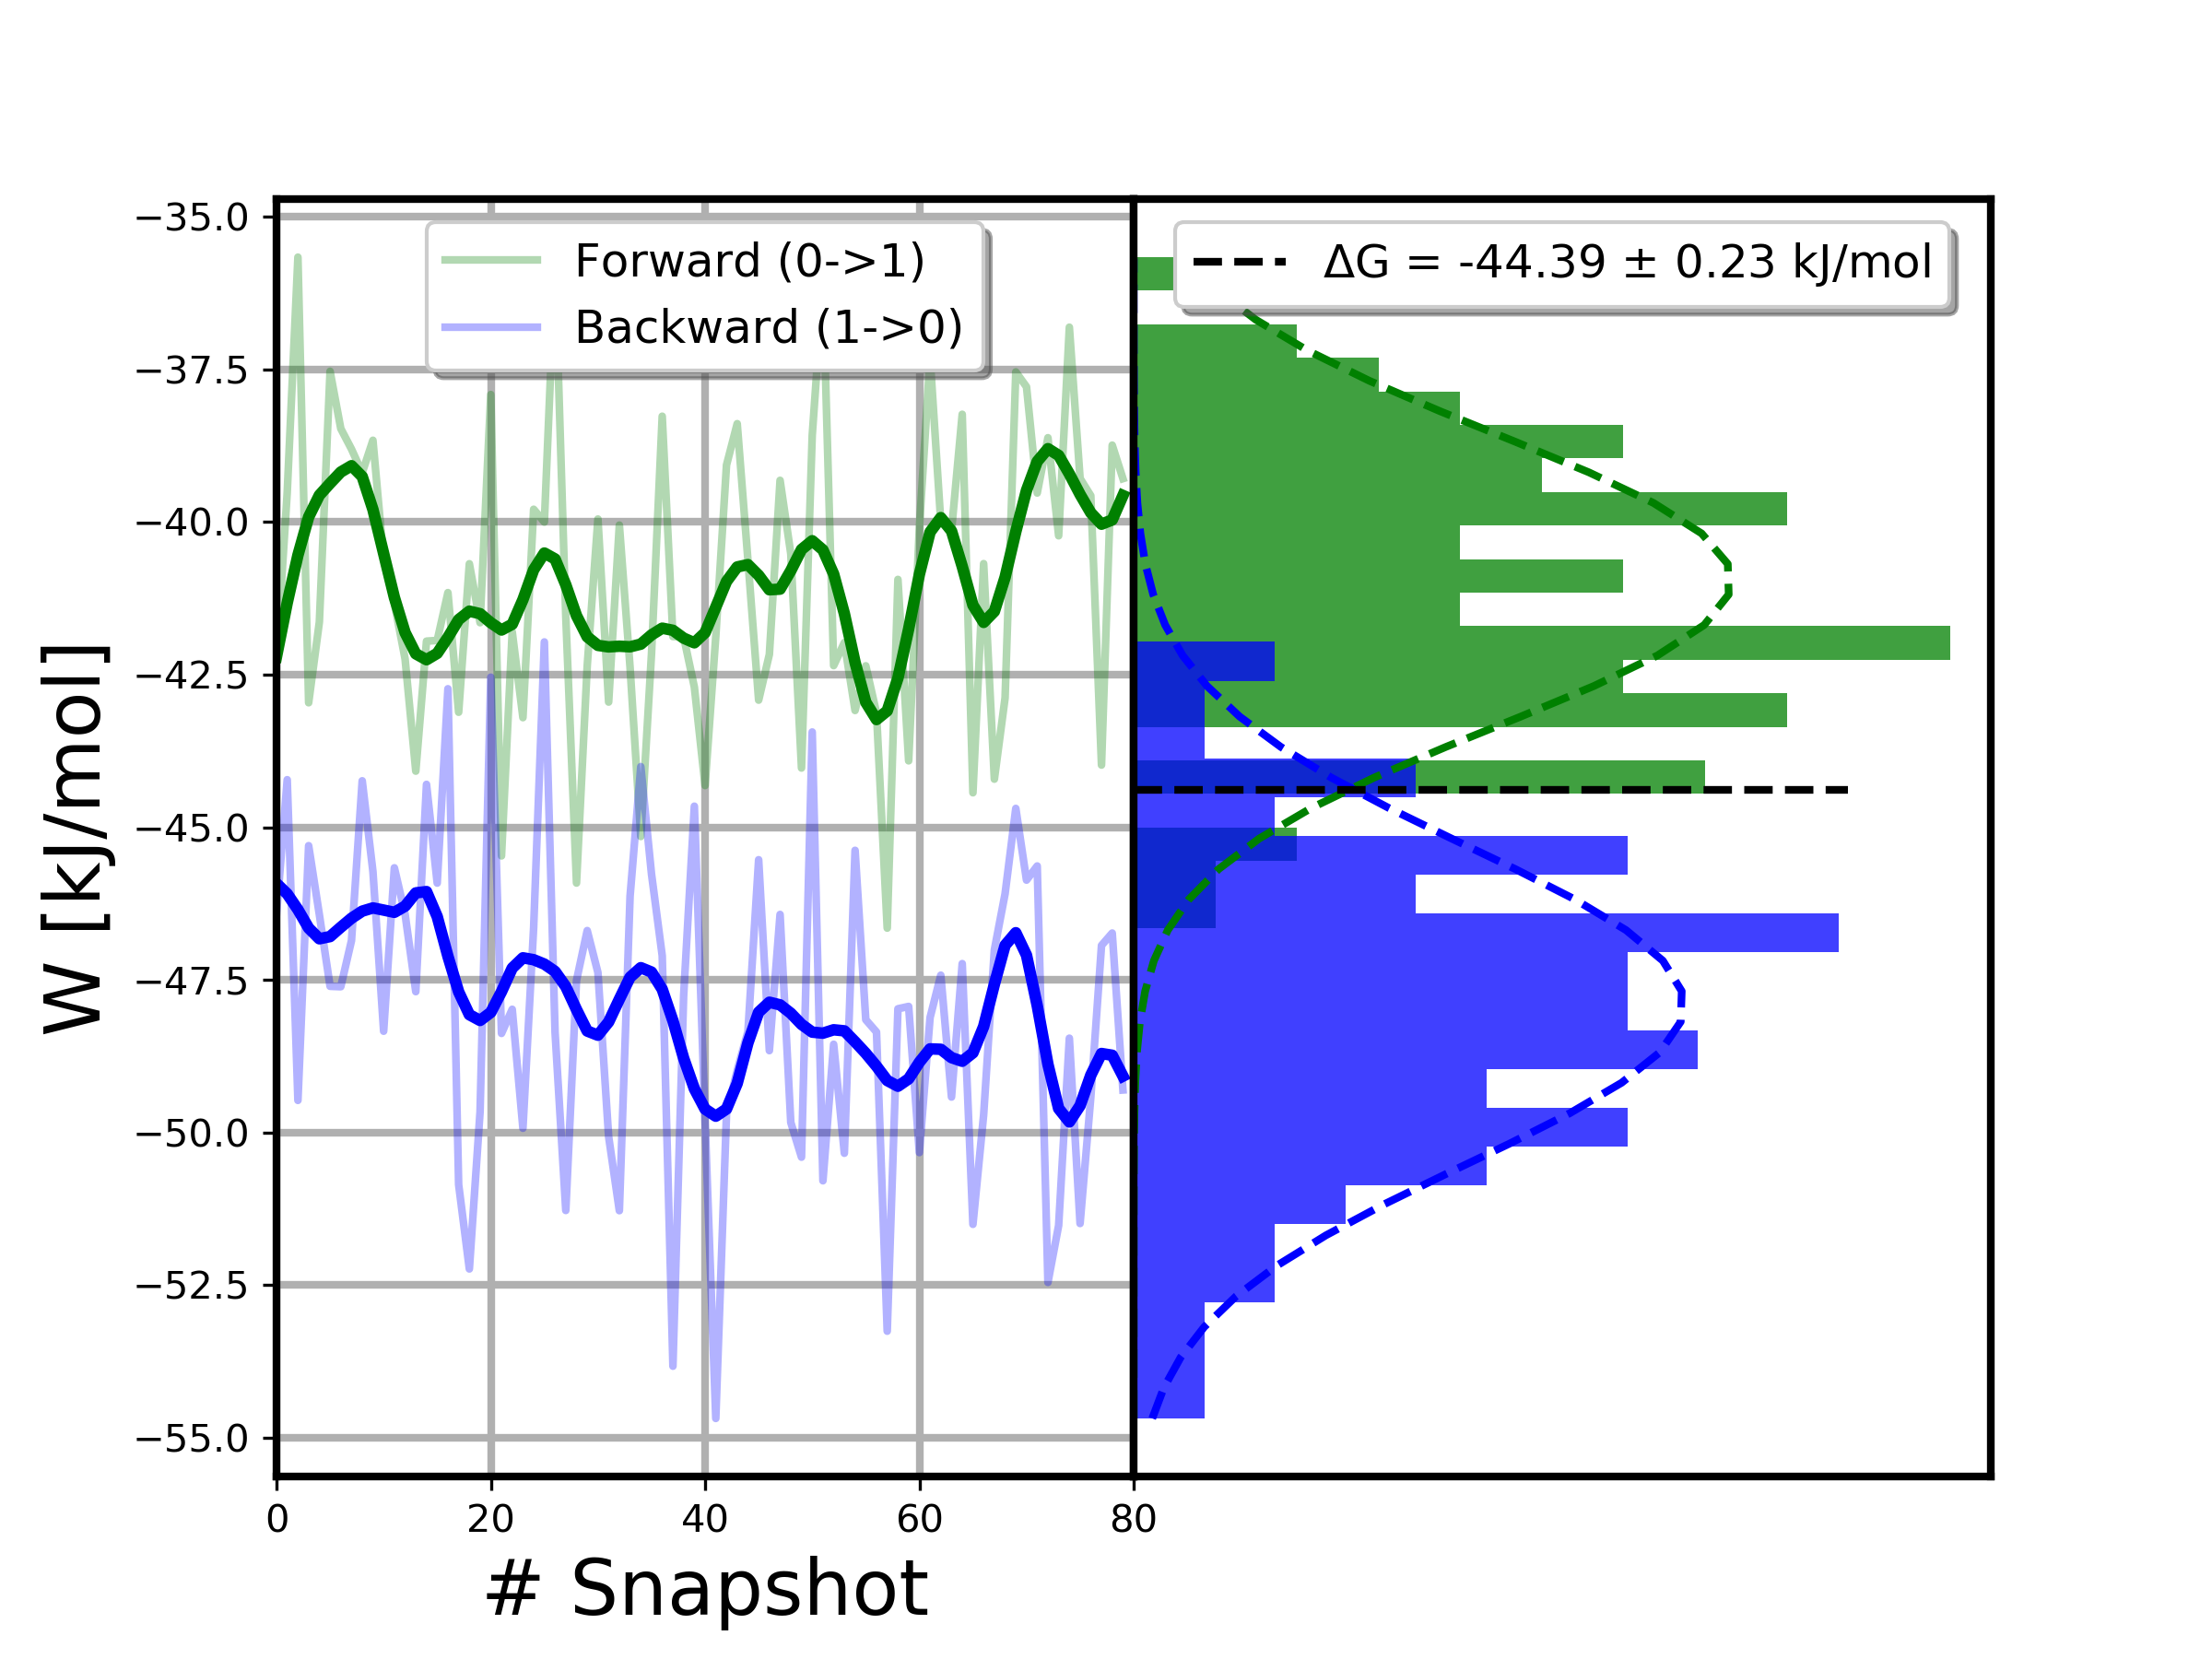 Forward (0->1)
Backward (1->0)
ΔG = -44.39 ± 0.23 kJ/mol
W [kJ/mol]
−35.0
−37.5
−40.0
−42.5
−45.0
−47.5
−50.0
−52.5
−55.0
0 20 40 60 80
# Snapshot